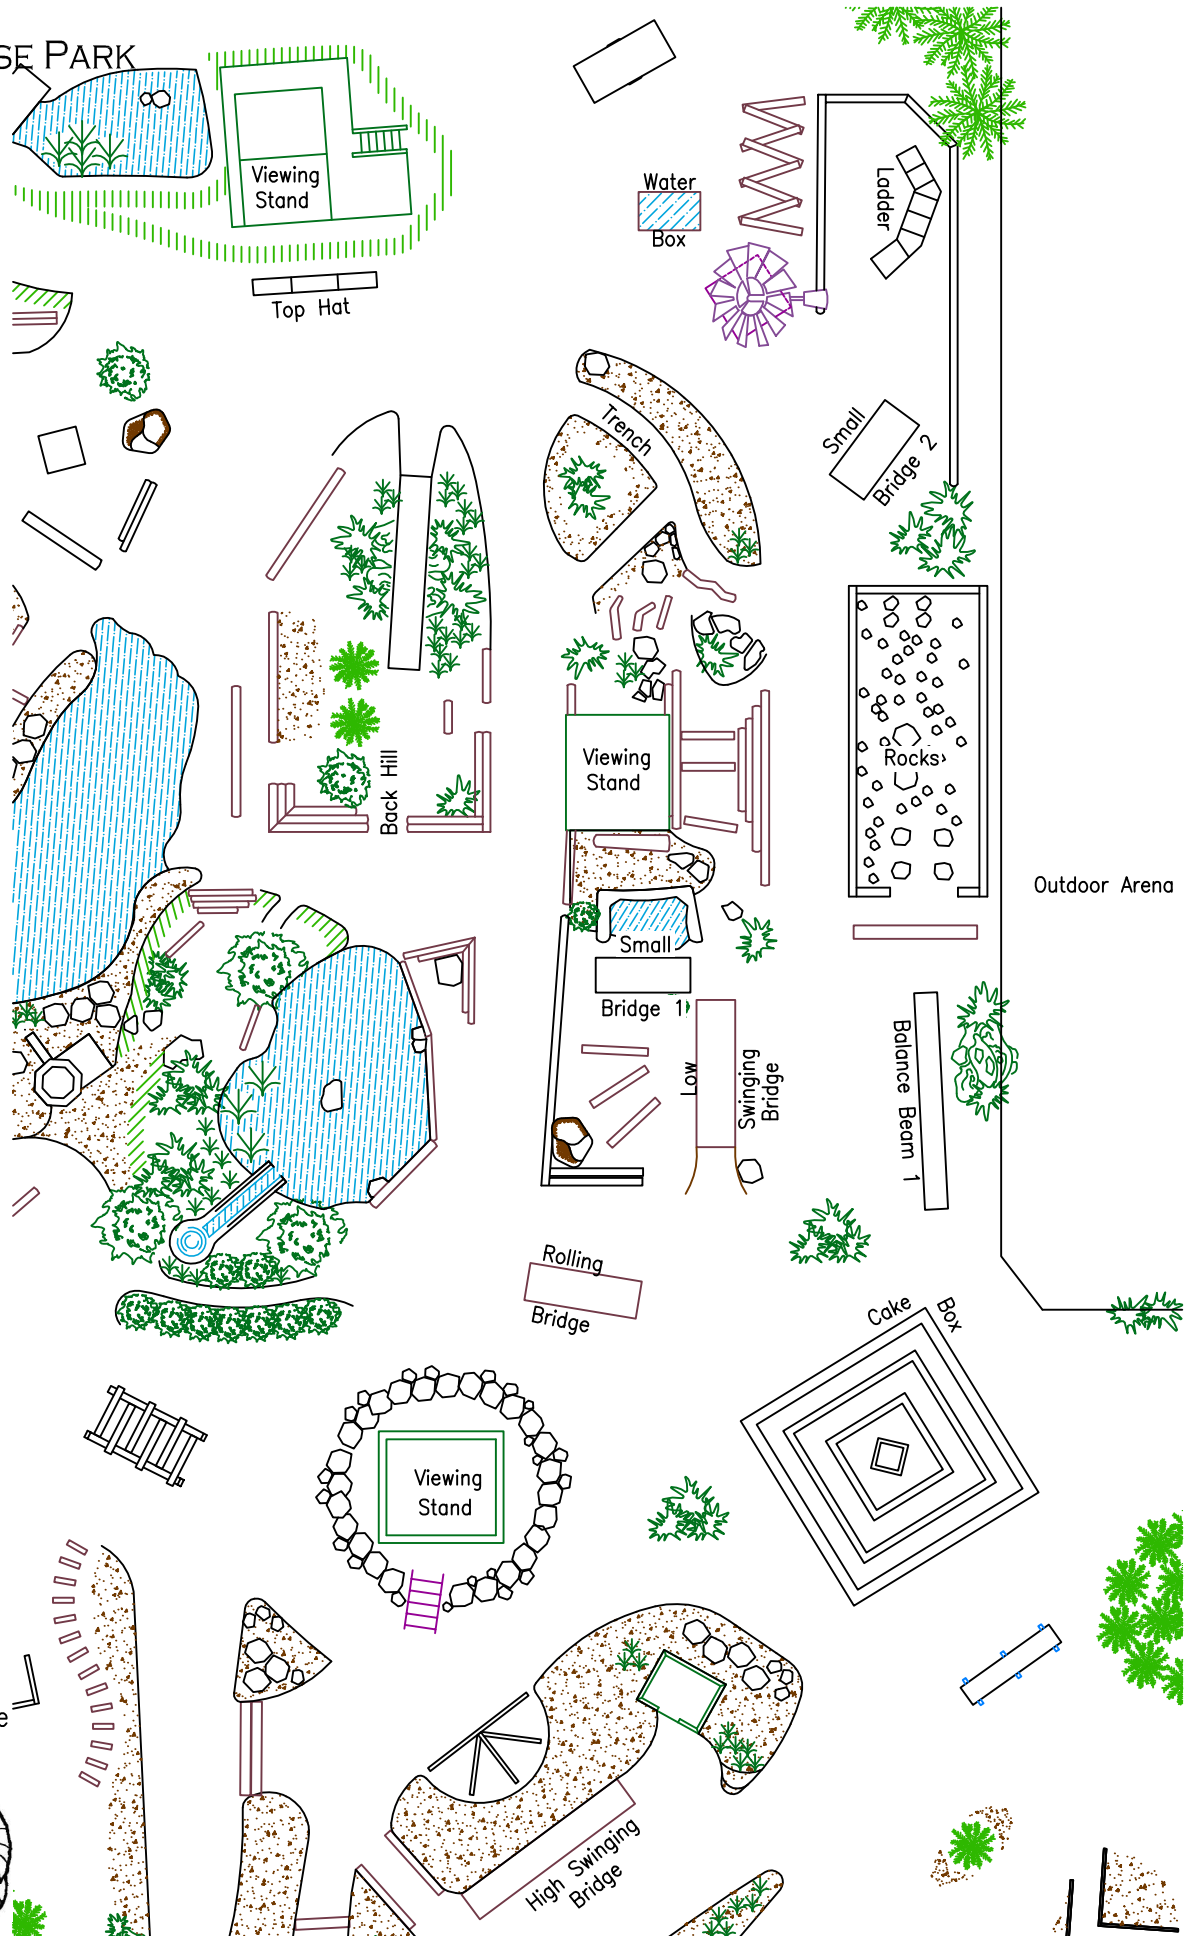 SE PARK
Viewing
Stand
Water
Box
Ladder
Top Hat
Trench
Small
Bridge 2
Viewing
Stand
Back Hill
Rocks
Outdoor Arena
Small
Bridge 1
Low
Swinging
Bridge
Balance Beam 1
Rolling
Bridge
Cake
Box
Viewing
Stand
e
High Swinging
Bridge